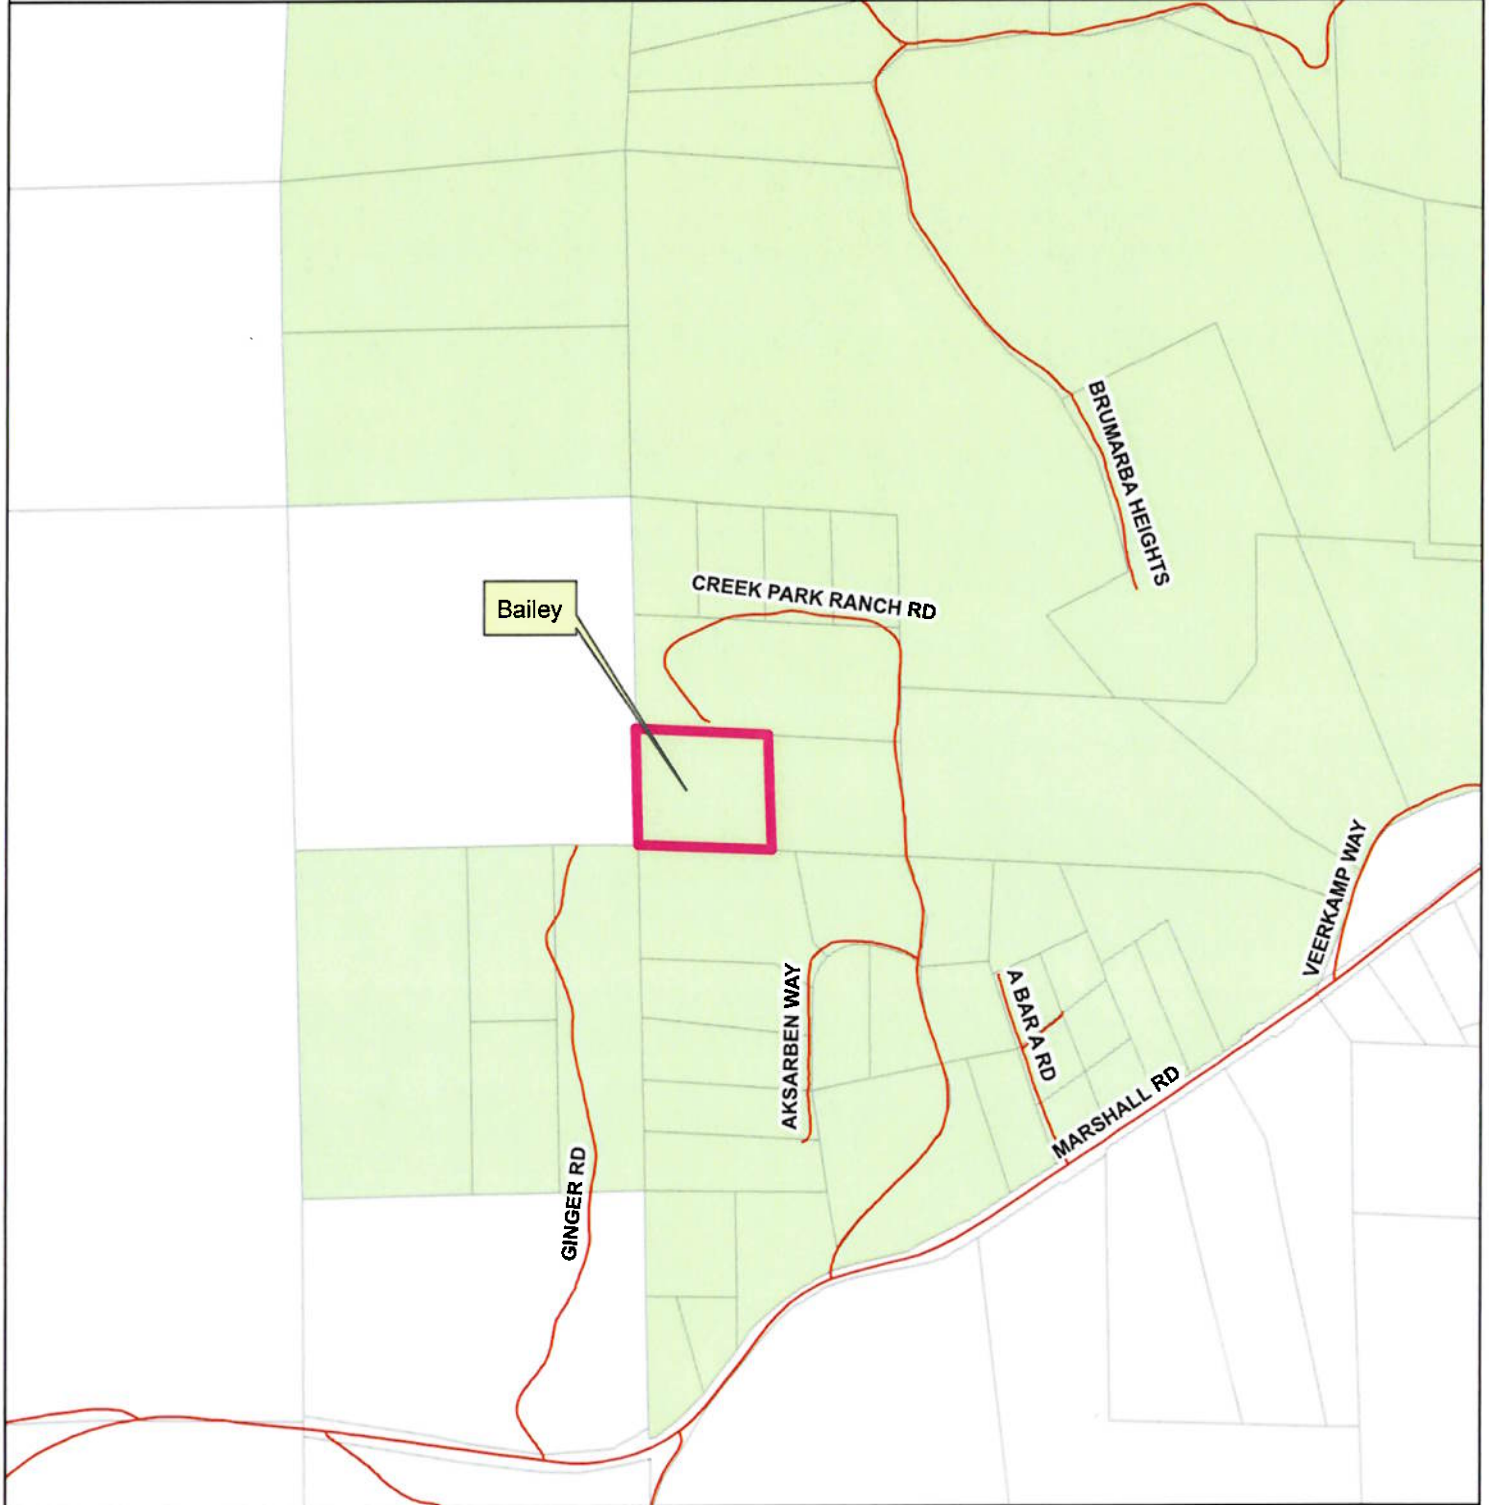 BRUMARBA HEIGHTS
CREEK PARK RANCH RD
Bailey
VEERKAMP WAY
AKSARBEN WAY
A BAR A RD
MARSHALL RD
GINGER RD